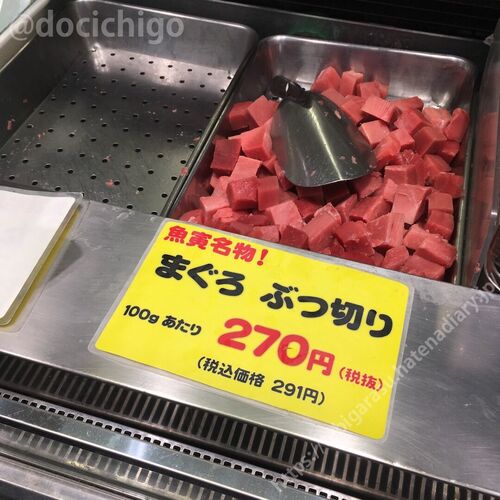 @docichigo
魚寅名物!
まぐろ ぶつ切り
100g あたり 270円 (税抜)
(税込価格 291円)